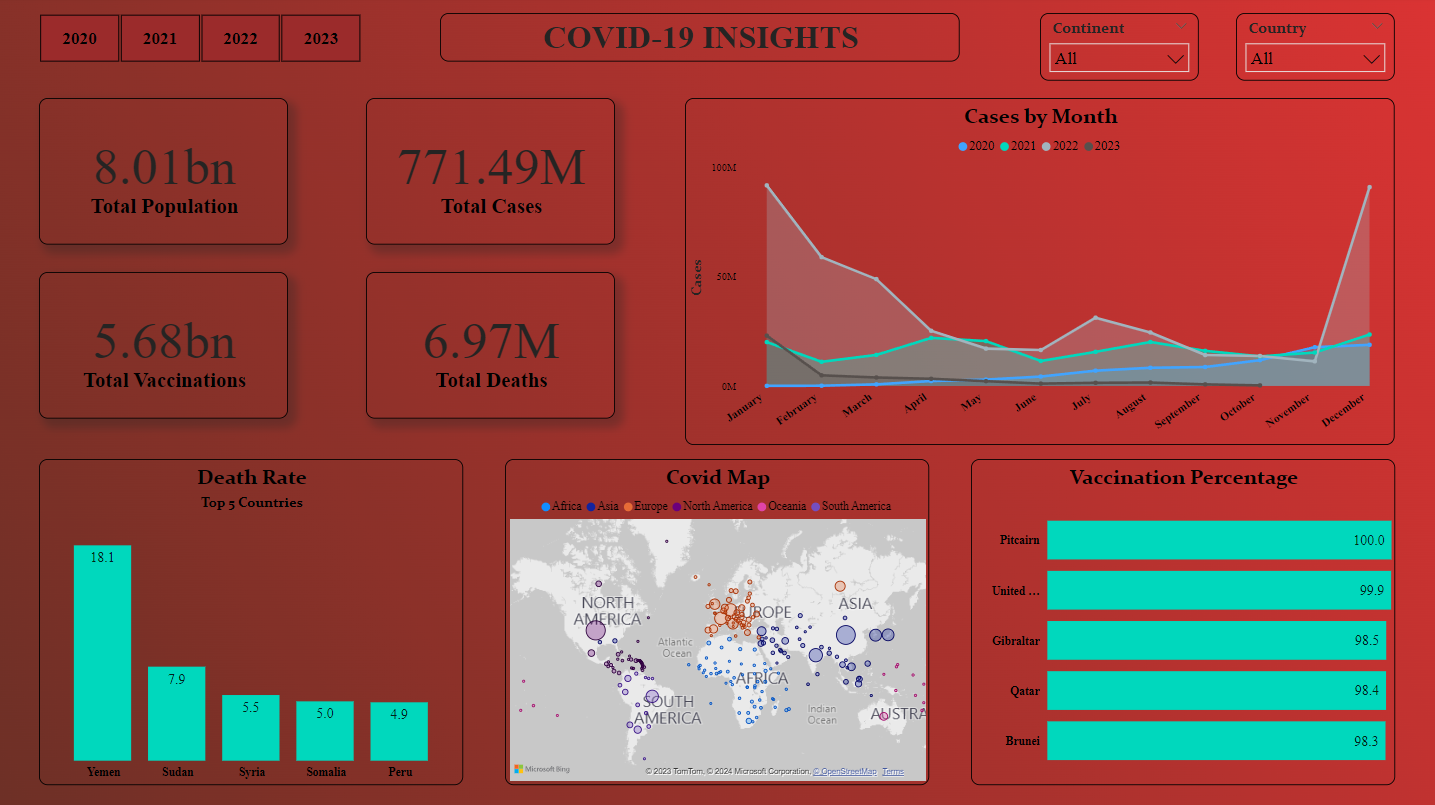 2020 2021 2022 2023
COVID-19 INSIGHTS
Continent
All
Country
All
8.01bn
Total Population
771.49M
Total Cases
5.68bn
Total Vaccinations
6.97M
Total Deaths
Cases by Month
2020 2021 2022 2023
100M
50M
0M
Cases
January February March April May June July August September October November December
Death Rate
Top 5 Countries
18.1
7.9
5.5
5.0
4.9
Yemen Sudan Syria Somalia Peru
Covid Map
Africa Asia Europe North America Oceania South America
NORTH
AMERICA
UROPE
ASIA
Atlantic
Ocean
AFRICA
SOUTH
AMERICA
Indian
Ocean
AUSTRA
Microsoft Bing
© 2023 TomTom, © 2024 Microsoft Corporation, © OpenStreetMap Terms
Vaccination Percentage
Pitcairn 100.0
United ... 99.9
Gibraltar 98.5
Qatar 98.4
Brunei 98.3